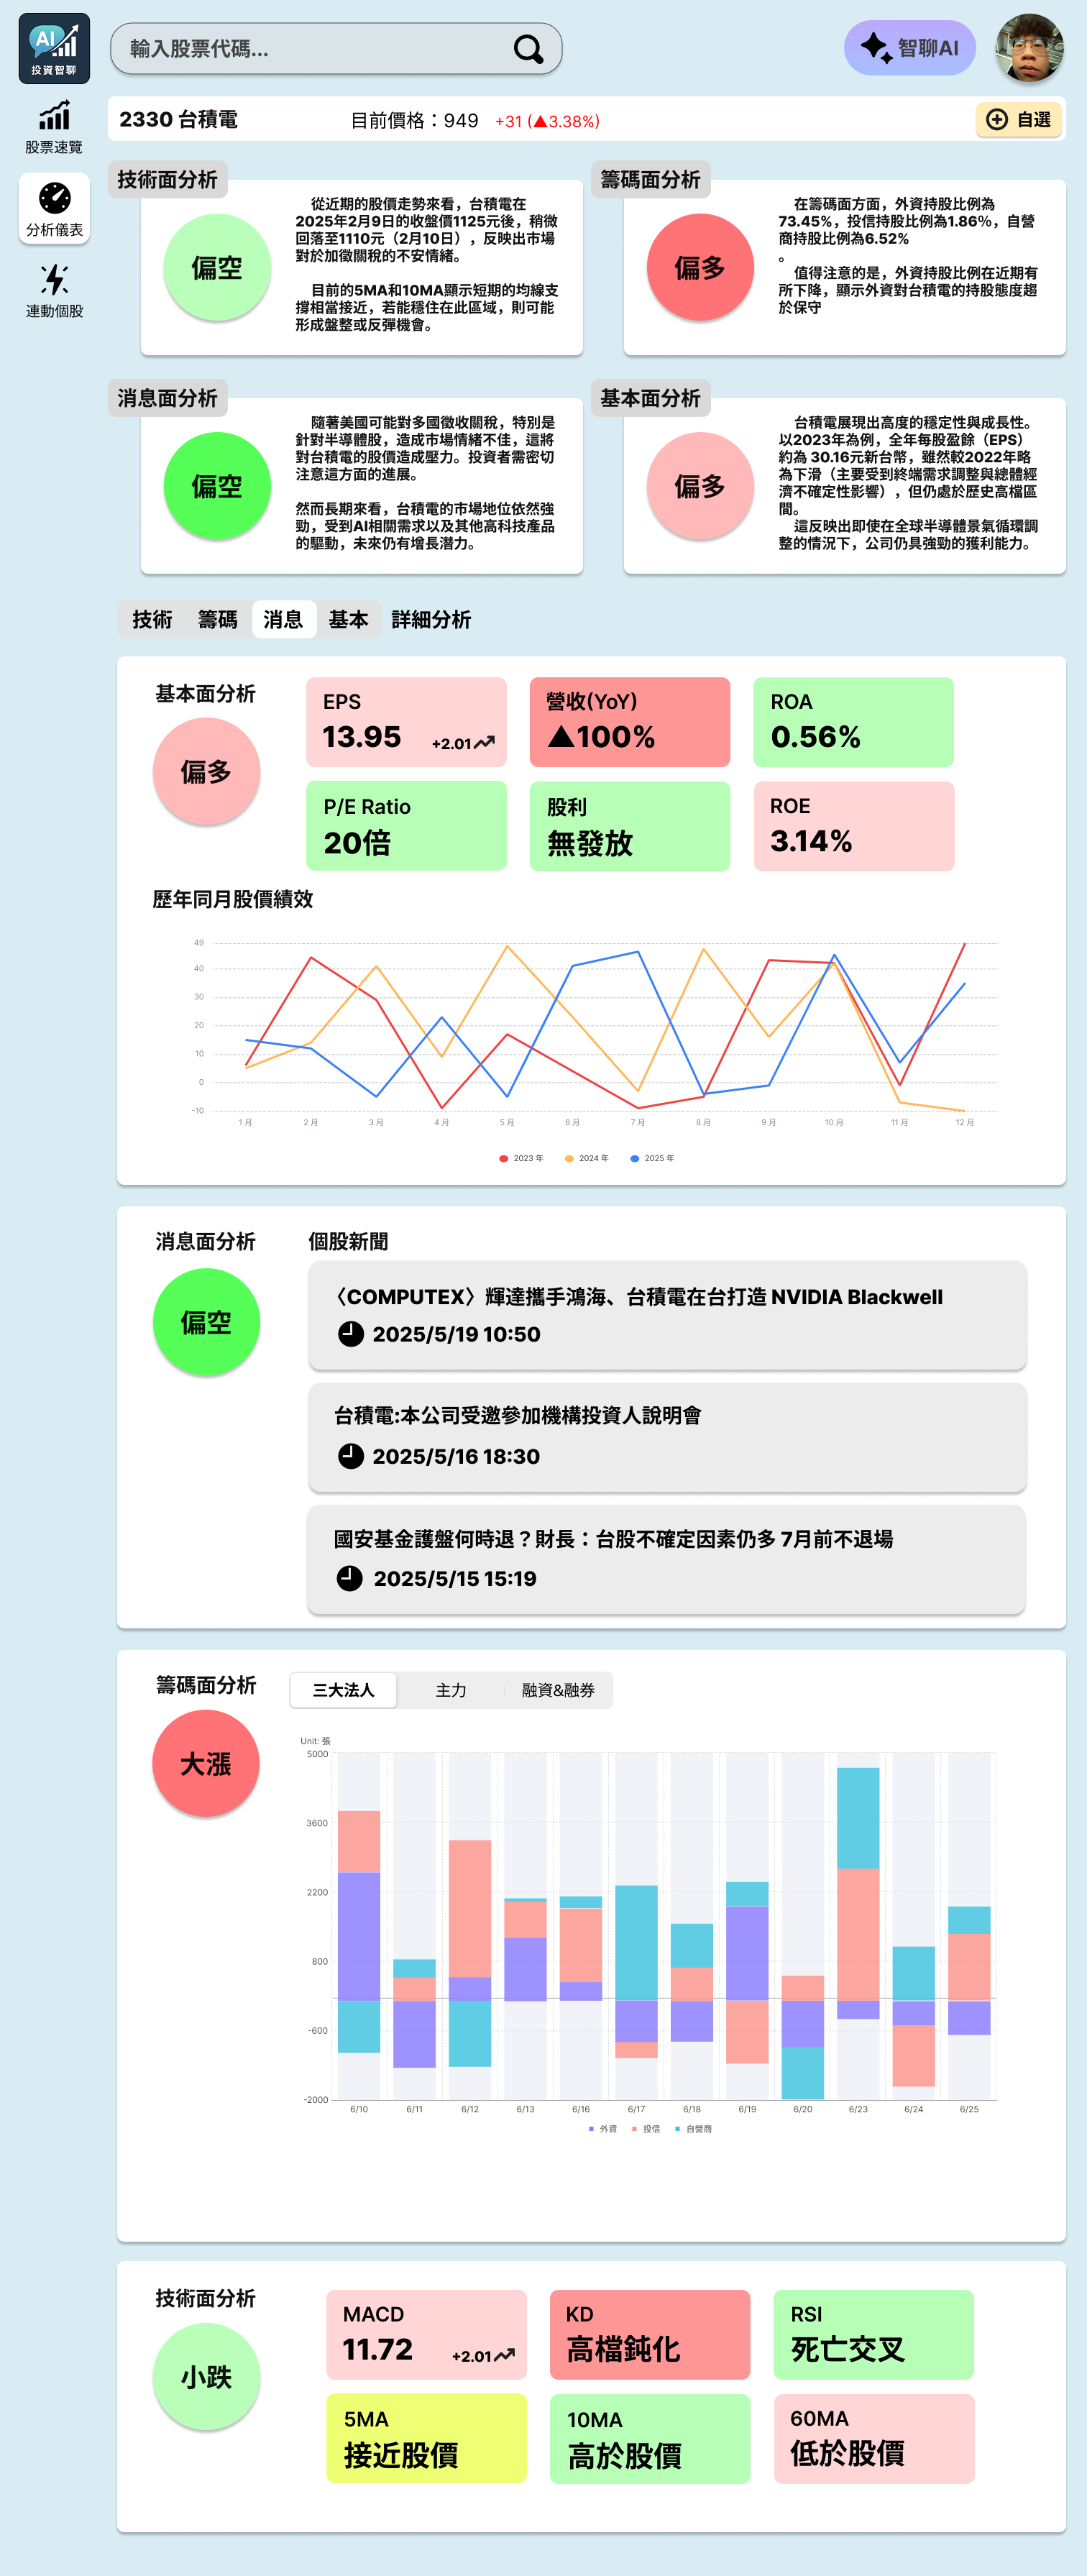 AI
投資智聊
輸入股票代碼...
智聊AI
股票速覽
分析儀表
連動個股
2330 台積電
目前價格：949 +31 (▲3.38%)
自選
技術面分析
偏空
從近期的股價走勢來看，台積電在
2025年2月9日的收盤價1125元後，稍微
回落至1110元（2月10日），反映出市場
對於加徵關稅的不安情緒。
目前的5MA和10MA顯示短期的均線支
撐相當接近，若能穩住在此區域，則可能
形成盤整或反彈機會。
籌碼面分析
偏多
在籌碼面方面，外資持股比例為
73.45%，投信持股比例為1.86%，自營
商持股比例為6.52%
。
值得注意的是，外資持股比例在近期有
所下降，顯示外資對台積電的持股態度趨
於保守
消息面分析
偏空
隨著美國可能對多國徵收關稅，特別是
針對半導體股，造成市場情緒不佳，這將
對台積電的股價造成壓力。投資者需密切
注意這方面的進展。
然而長期來看，台積電的市場地位依然強
勁，受到AI相關需求以及其他高科技產品
的驅動，未來仍有增長潛力。
基本面分析
偏多
台積電展現出高度的穩定性與成長性。
以2023年為例，全年每股盈餘（EPS）
約為 30.16元新台幣，雖然較2022年略
為下滑（主要受到終端需求調整與總體經
濟不確定性影響），但仍處於歷史高檔區
間。
這反映出即使在全球半導體景氣循環調
整的情況下，公司仍具強勁的獲利能力。
技術 籌碼 消息 基本 詳細分析
基本面分析
偏多
EPS
13.95 +2.01
營收(YoY)
▲100%
ROA
0.56%
P/E Ratio
20倍
股利
無發放
ROE
3.14%
歷年同月股價績效
49
40
30
20
10
0
-10
1 月 2 月 3 月 4 月 5 月 6 月 7 月 8 月 9 月 10 月 11 月 12 月
2023 年 2024 年 2025 年
消息面分析
偏空
個股新聞
〈COMPUTEX〉輝達攜手鴻海、台積電在台打造 NVIDIA Blackwell
2025/5/19 10:50
台積電:本公司受邀參加機構投資人說明會
2025/5/16 18:30
國安基金護盤何時退？財長：台股不確定因素仍多 7月前不退場
2025/5/15 15:19
籌碼面分析
大漲
三大法人 主力 融資&融券
Unit: 張
5000
3600
2200
800
-600
-2000
6/10 6/11 6/12 6/13 6/16 6/17 6/18 6/19 6/20 6/23 6/24 6/25
外資 投信 自營商
技術面分析
小跌
MACD
11.72 +2.01
KD
高檔鈍化
RSI
死亡交叉
5MA
接近股價
10MA
高於股價
60MA
低於股價